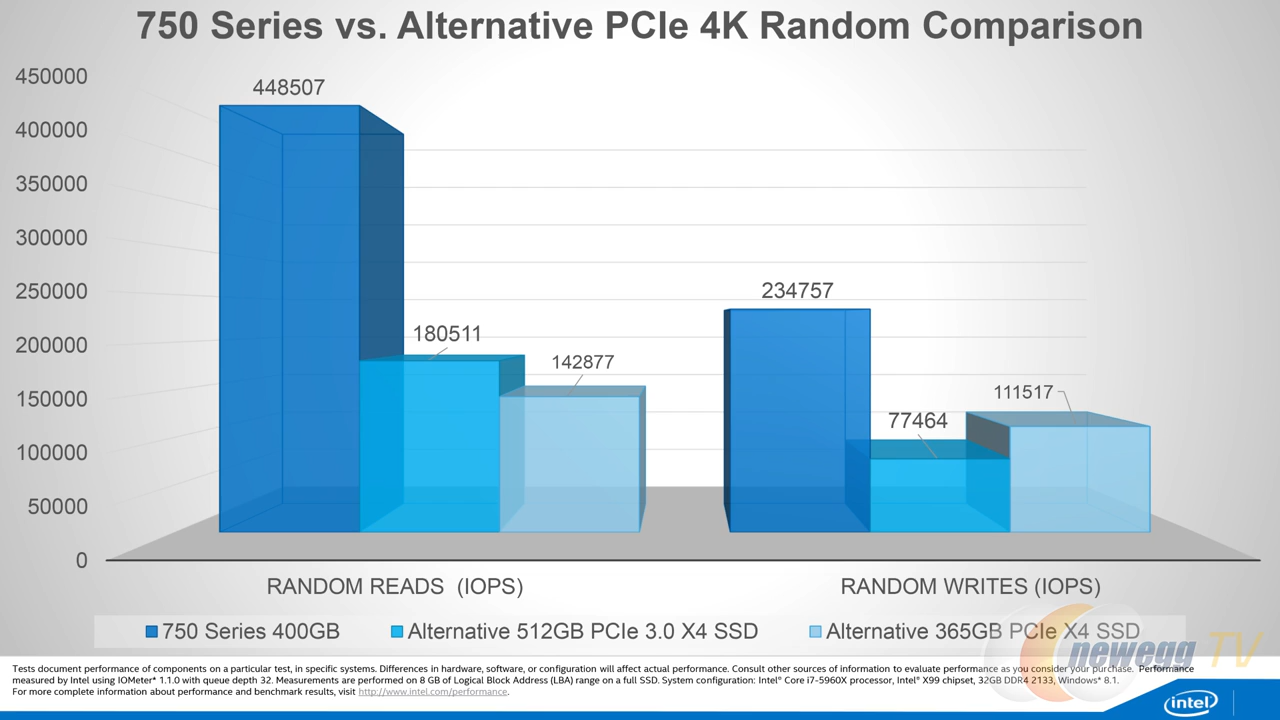 750 Series vs. Alternative PCIe 4K Random Comparison
450000
400000
350000
300000
250000
200000
150000
100000
50000
0
448507
180511
142877
234757
77464
111517
RANDOM READS (IOPS)
RANDOM WRITES (IOPS)
750 Series 400GB
Alternative 512GB PCIe 3.0 X4 SSD
Alternative 365GB PCIe X4 SSD
newegg TV
Tests document performance of components on a particular test, in specific systems. Differences in hardware, software, or configuration will affect actual performance. Consult other sources of information to evaluate performance as you consider your purchase. Performance
measured by Intel using IOMeter* 1.1.0 with queue depth 32. Measurements are performed on 8 GB of Logical Block Address (LBA) range on a full SSD. System configuration: Intel® Core i7-5960X processor, Intel® X99 chipset, 32GB DDR4 2133, Windows* 8.1.
For more complete information about performance and benchmark results, visit http://www.intel.com/performance.
intel